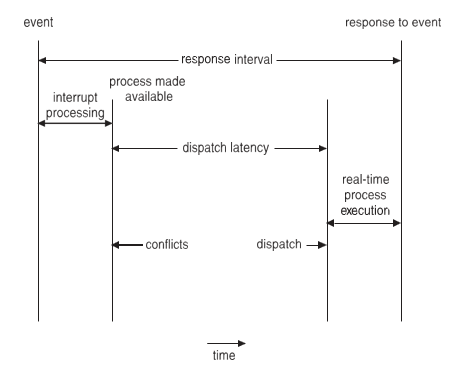 event
response to event
response interval
process made
available
interrupt
processing
dispatch latency
real-time
process
execution
conflicts
dispatch
time